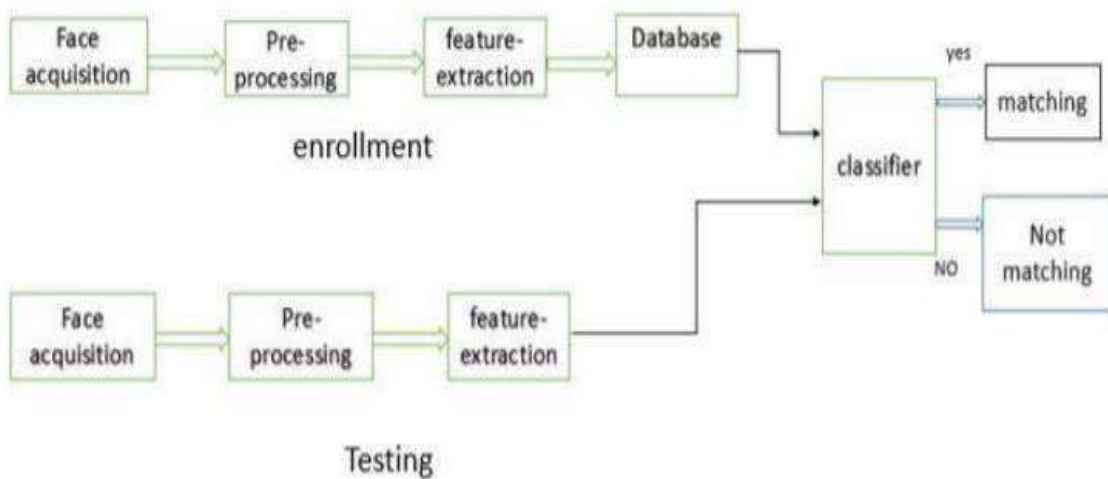 Face
acquisition
Pre-
processing
feature-
extraction
Database
enrollment
classifier
yes
matching
NO
Not
matching
Face
acquisition
Pre-
processing
feature-
extraction
Testing